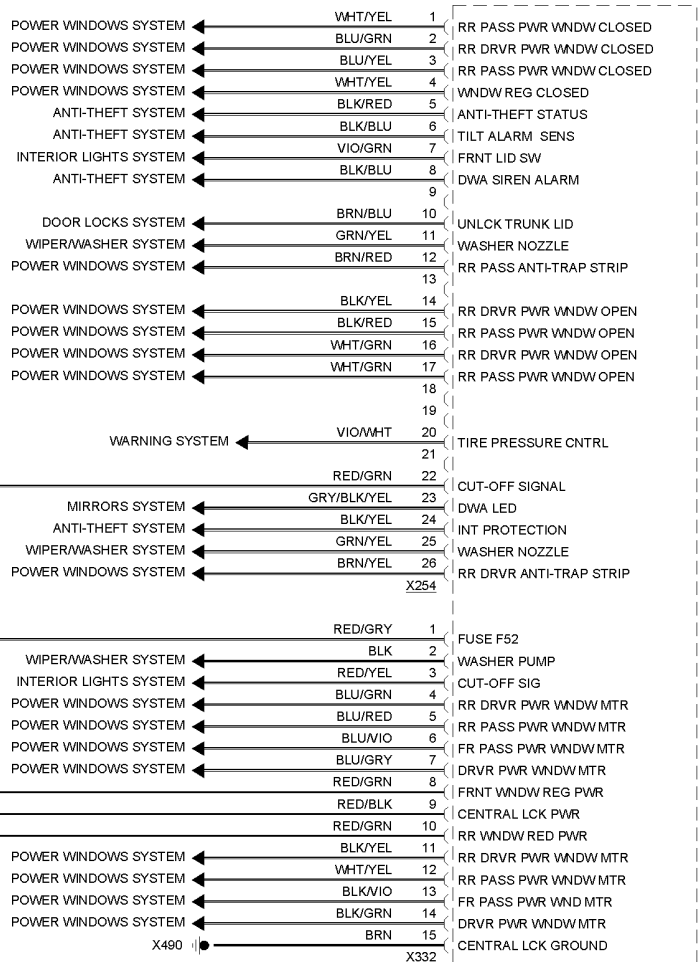 POWER WINDOWS SYSTEM WHT/YEL 1 RR PASS PWR WNDW CLOSED
POWER WINDOWS SYSTEM BLU/GRN 2 RR DRVR PWR WNDW CLOSED
POWER WINDOWS SYSTEM BLU/YEL 3 RR PASS PWR WNDW CLOSED
POWER WINDOWS SYSTEM WHT/YEL 4 WNDW REG CLOSED
ANTI-THEFT SYSTEM BLK/RED 5 ANTI-THEFT STATUS
ANTI-THEFT SYSTEM BLK/BLU 6 TILT ALARM SENS
INTERIOR LIGHTS SYSTEM VIO/GRN 7 FRNT LID SW
ANTI-THEFT SYSTEM BLK/BLU 8 DWA SIREN ALARM
9
DOOR LOCKS SYSTEM BRN/BLU 10 UNLCK TRUNK LID
WIPER/WASHER SYSTEM GRN/YEL 11 WASHER NOZZLE
POWER WINDOWS SYSTEM BRN/RED 12 RR PASS ANTI-TRAP STRIP
13
POWER WINDOWS SYSTEM BLK/YEL 14 RR DRVR PWR WNDW OPEN
POWER WINDOWS SYSTEM BLK/RED 15 RR PASS PWR WNDW OPEN
POWER WINDOWS SYSTEM WHT/GRN 16 RR DRVR PWR WNDW OPEN
POWER WINDOWS SYSTEM WHT/GRN 17 RR PASS PWR WNDW OPEN
18
19
WARNING SYSTEM VIO/WHT 20 TIRE PRESSURE CNTRL
21
RED/GRN 22 CUT-OFF SIGNAL
MIRRORS SYSTEM GRY/BLK/YEL 23 DWA LED
ANTI-THEFT SYSTEM BLK/YEL 24 INT PROTECTION
WIPER/WASHER SYSTEM GRN/YEL 25 WASHER NOZZLE
POWER WINDOWS SYSTEM BRN/YEL 26 RR DRVR ANTI-TRAP STRIP
X254
RED/GRY 1 FUSE F52
WIPER/WASHER SYSTEM BLK 2 WASHER PUMP
INTERIOR LIGHTS SYSTEM RED/YEL 3 CUT-OFF SIG
POWER WINDOWS SYSTEM BLU/GRN 4 RR DRVR PWR WNDW MTR
POWER WINDOWS SYSTEM BLU/RED 5 RR PASS PWR WNDW MTR
POWER WINDOWS SYSTEM BLU/VIO 6 FR PASS PWR WNDW MTR
POWER WINDOWS SYSTEM BLU/GRY 7 DRVR PWR WNDW MTR
RED/GRN 8 FRNT WNDW REG PWR
RED/BLK 9 CENTRAL LCK PWR
RED/GRN 10 RR WNDW RED PWR
POWER WINDOWS SYSTEM BLK/YEL 11 RR DRVR PWR WNDW MTR
POWER WINDOWS SYSTEM WHT/YEL 12 RR PASS PWR WNDW MTR
POWER WINDOWS SYSTEM BLK/VIO 13 FR PASS PWR WND MTR
POWER WINDOWS SYSTEM BLK/GRN 14 DRVR PWR WNDW MTR
X490 BRN 15 CENTRAL LCK GROUND
X332